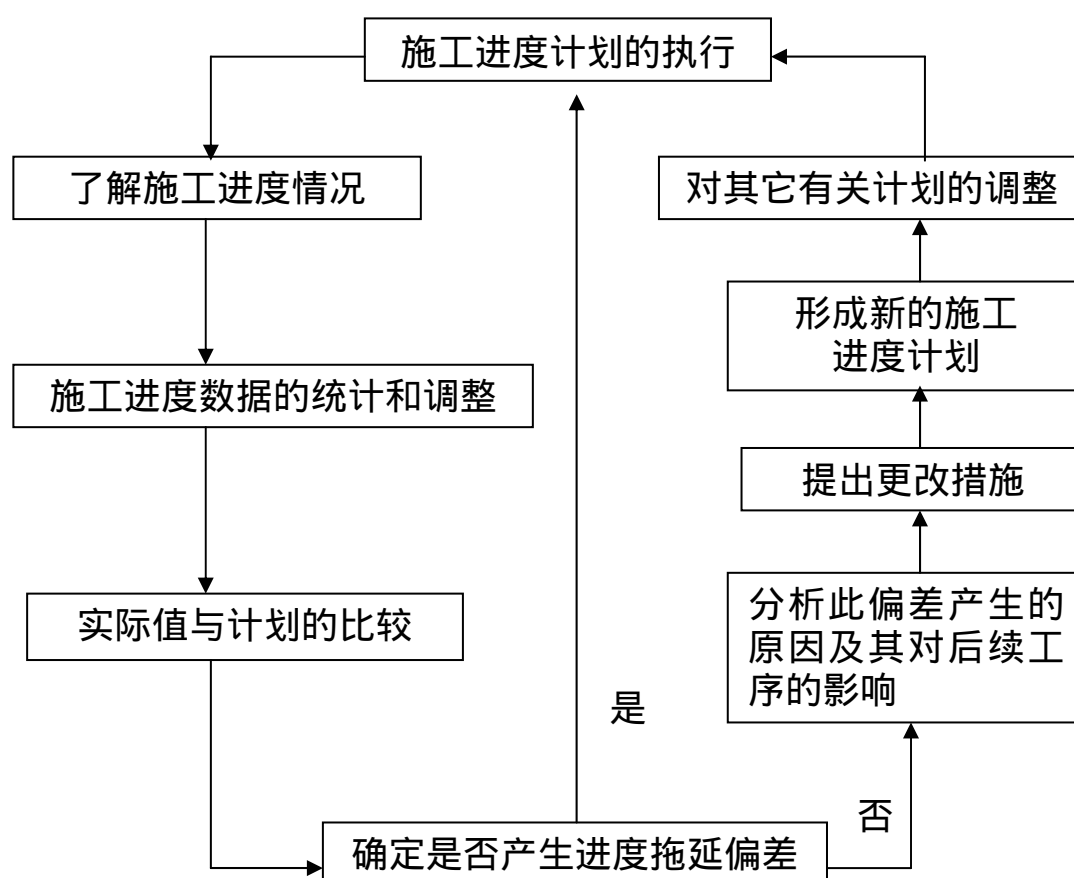 施工进度计划的执行
了解施工进度情况
对其它有关计划的调整
形成新的施工
进度计划
施工进度数据的统计和调整
提出更改措施
实际值与计划的比较
分析此偏差产生的
原因及其对后续工
序的影响
是
否
确定是否产生进度拖延偏差